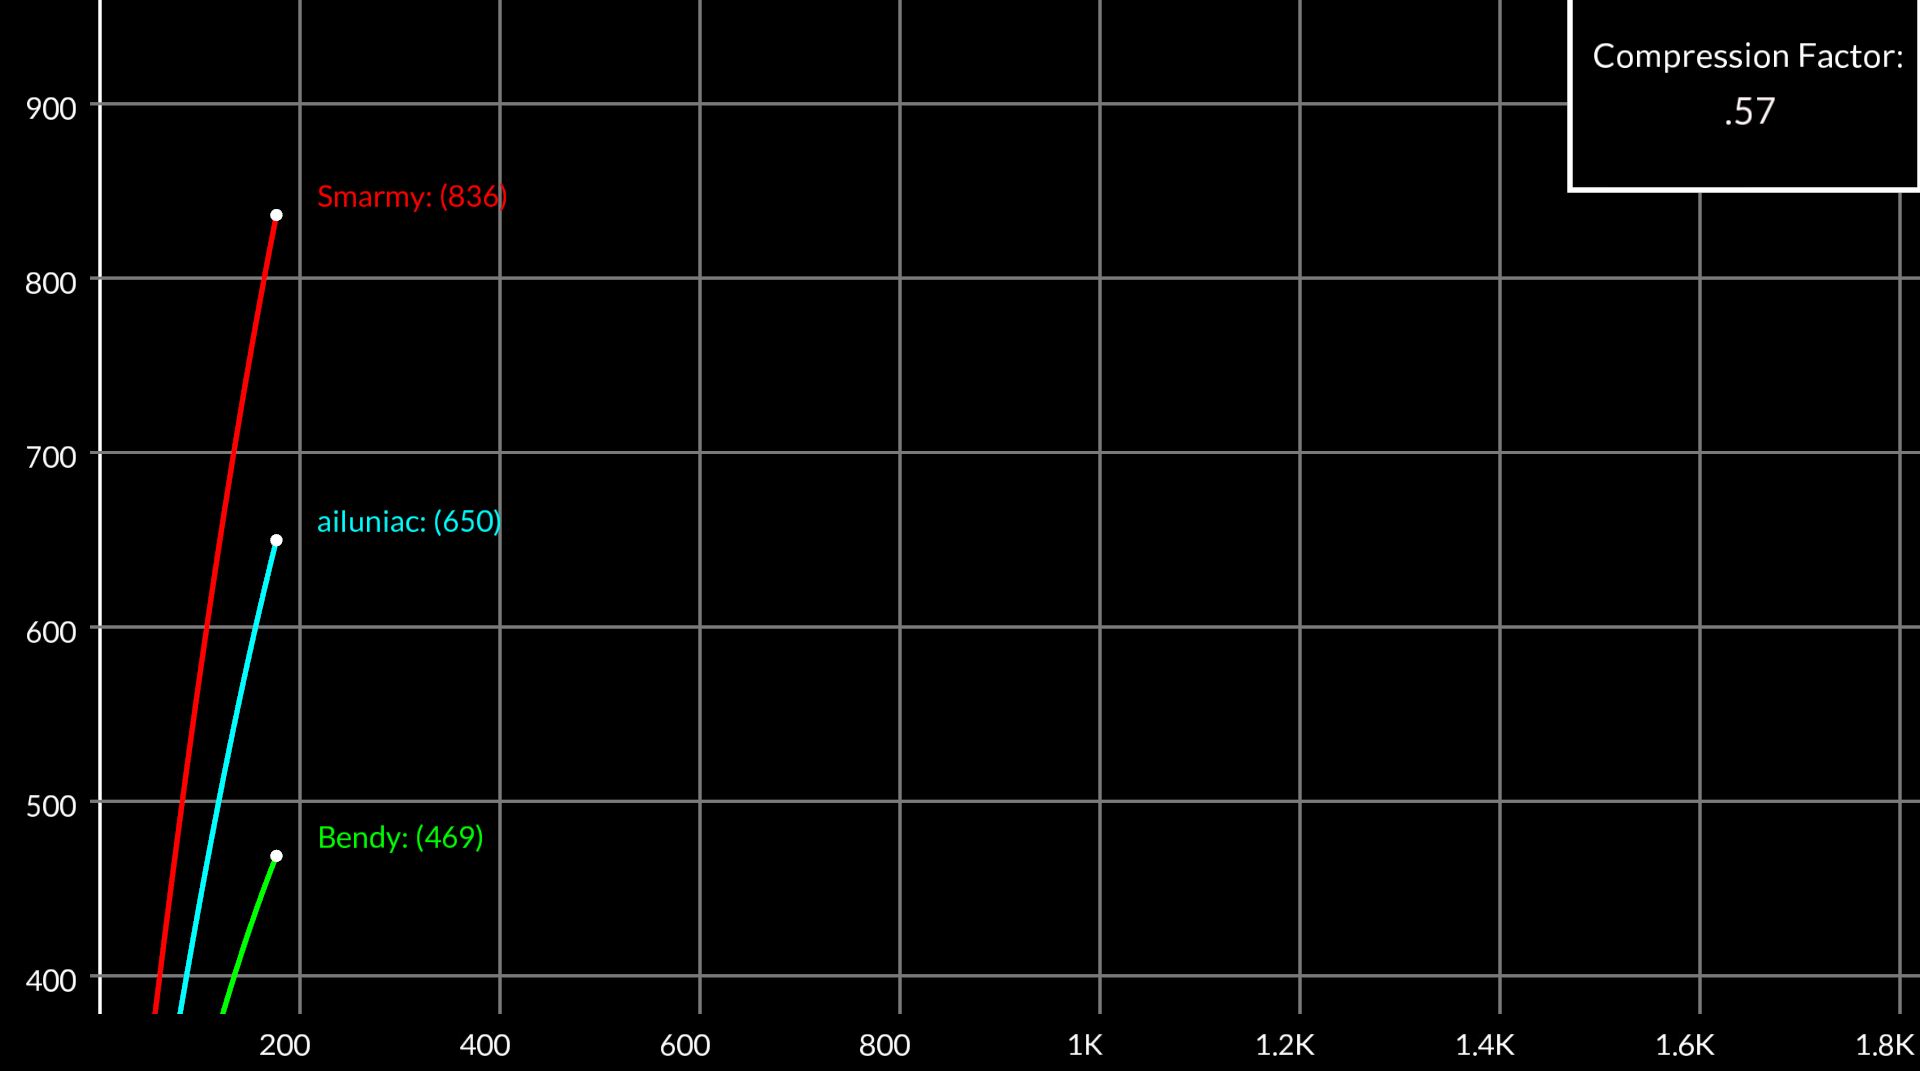 Compression Factor:
.57
900
Smarmy: (836)
800
700
ailuniac: (650)
600
500
Bendy: (469)
400
200 400 600 800 1K 1.2K 1.4K 1.6K 1.8K